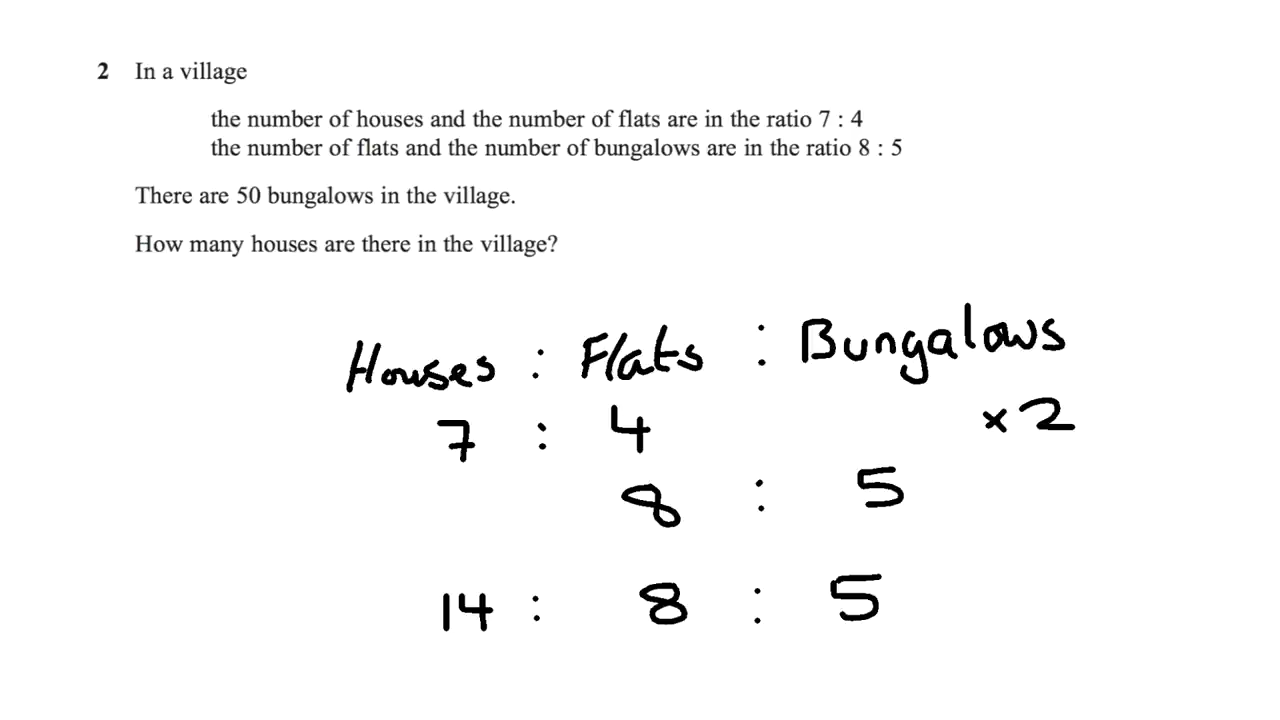 2 In a village
the number of houses and the number of flats are in the ratio 7 : 4
the number of flats and the number of bungalows are in the ratio 8 : 5
There are 50 bungalows in the village.
How many houses are there in the village?
Houses : Flats : Bungalows
7 : 4 ×2
8 : 5
14 : 8 : 5